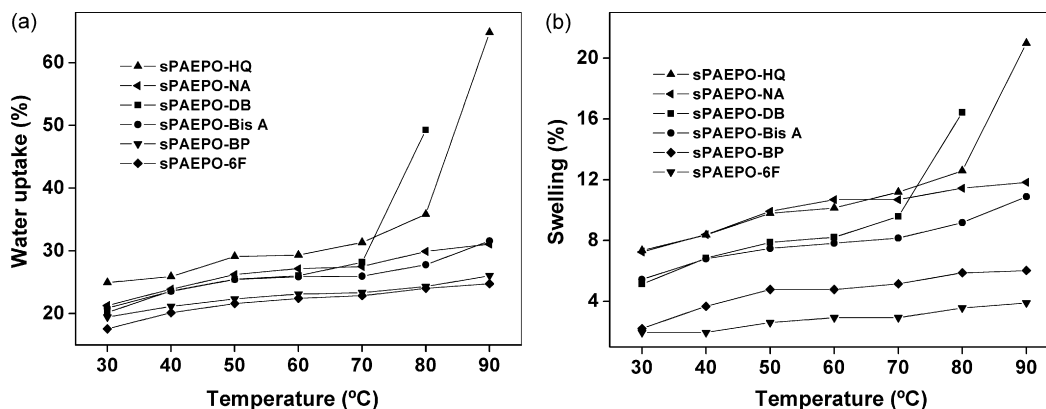 (a)
Water uptake (%)
60
50
40
30
20
sPAEPO-HQ
sPAEPO-NA
sPAEPO-DB
sPAEPO-Bis A
sPAEPO-BP
sPAEPO-6F
30 40 50 60 70 80 90
Temperature (ºC)
(b)
Swelling (%)
20
16
12
8
4
sPAEPO-HQ
sPAEPO-NA
sPAEPO-DB
sPAEPO-Bis A
sPAEPO-BP
sPAEPO-6F
30 40 50 60 70 80 90
Temperature (ºC)